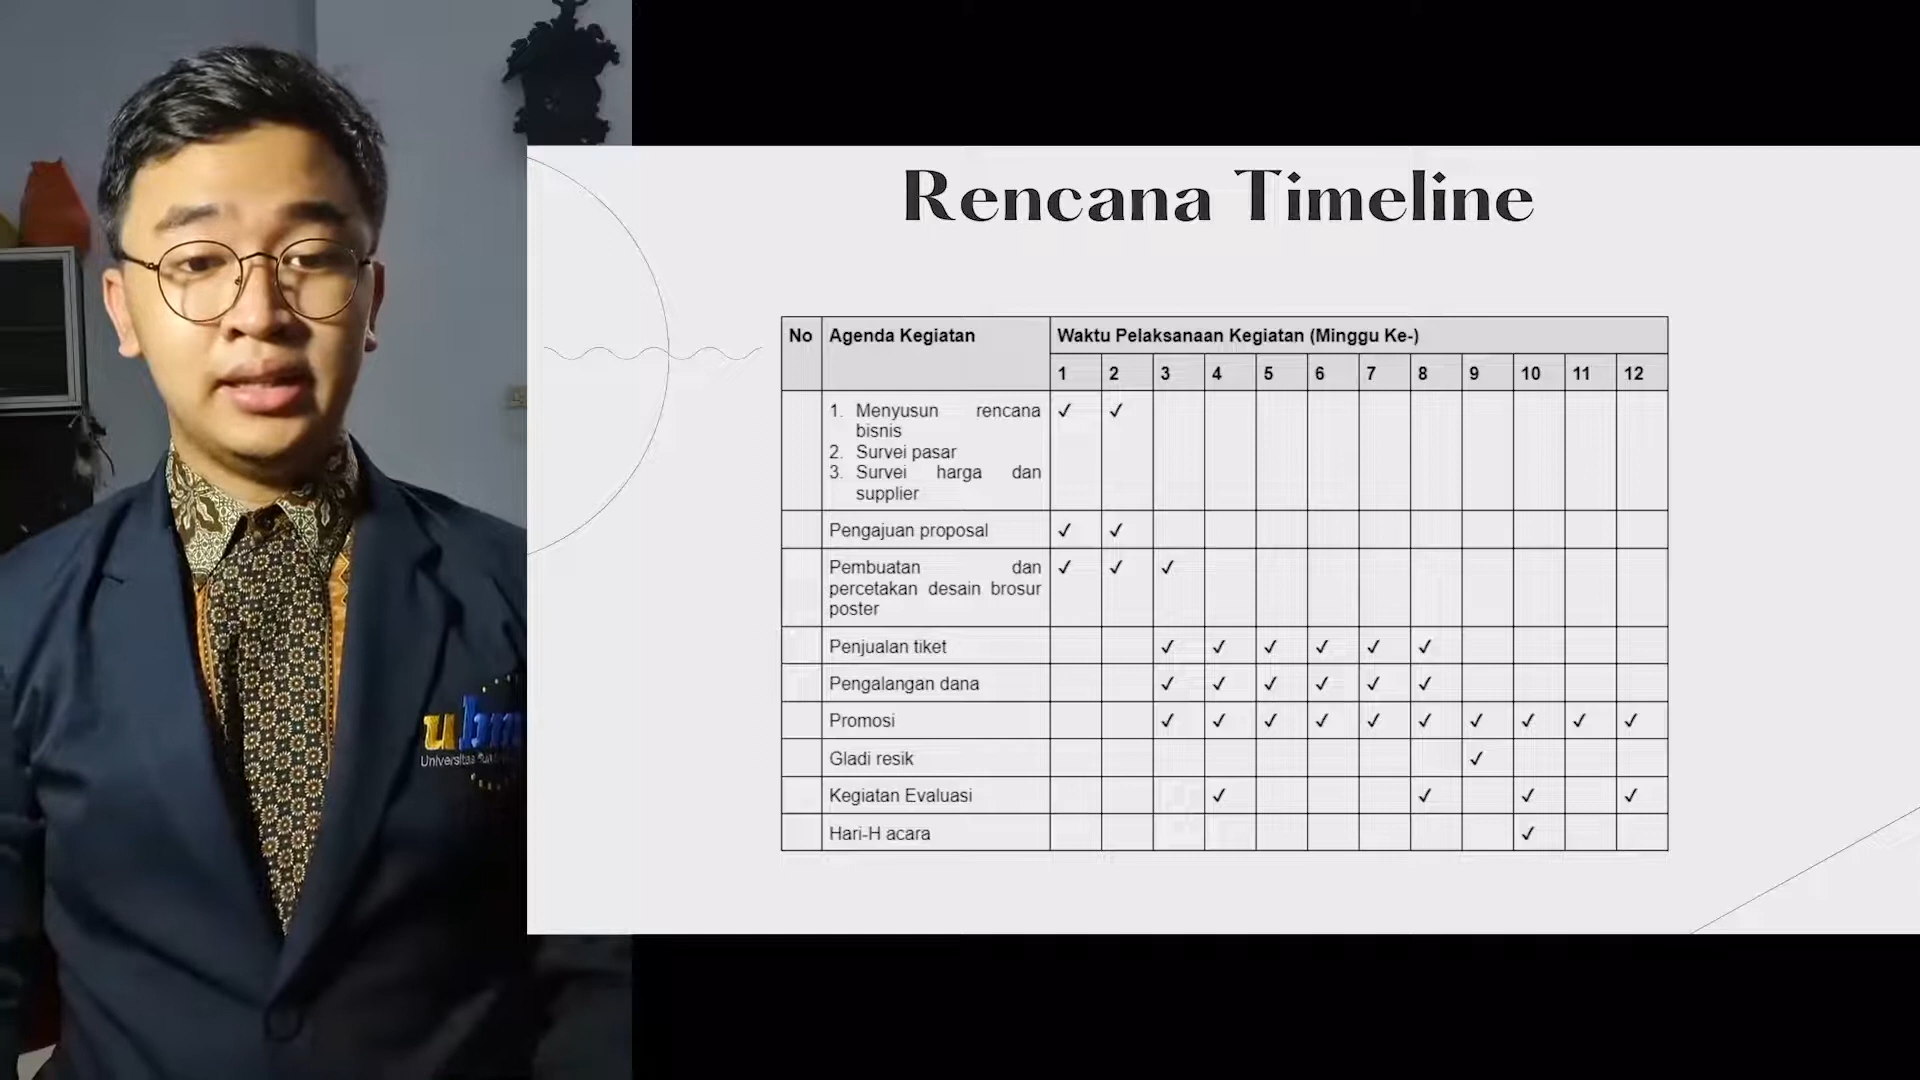 Rencana Timeline
No Agenda Kegiatan Waktu Pelaksanaan Kegiatan (Minggu Ke-)
1 2 3 4 5 6 7 8 9 10 11 12
1. Menyusun rencana ✓ ✓
bisnis
2. Survei pasar
3. Survei harga dan
supplier
Pengajuan proposal ✓ ✓
Pembuatan dan ✓ ✓ ✓
percetakan desain brosur
poster
Penjualan tiket ✓ ✓ ✓ ✓ ✓ ✓
Pengalangan dana ✓ ✓ ✓ ✓ ✓ ✓
Promosi ✓ ✓ ✓ ✓ ✓ ✓ ✓ ✓ ✓ ✓
Gladi resik ✓
Kegiatan Evaluasi ✓ ✓ ✓ ✓
Hari-H acara ✓
Universitas